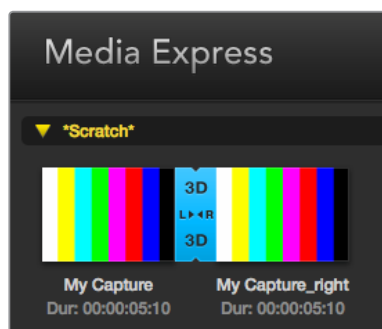 Media Express
*Scratch*
3D
L R
3D
My Capture My Capture_right
Dur: 00:00:05:10 Dur: 00:00:05:10